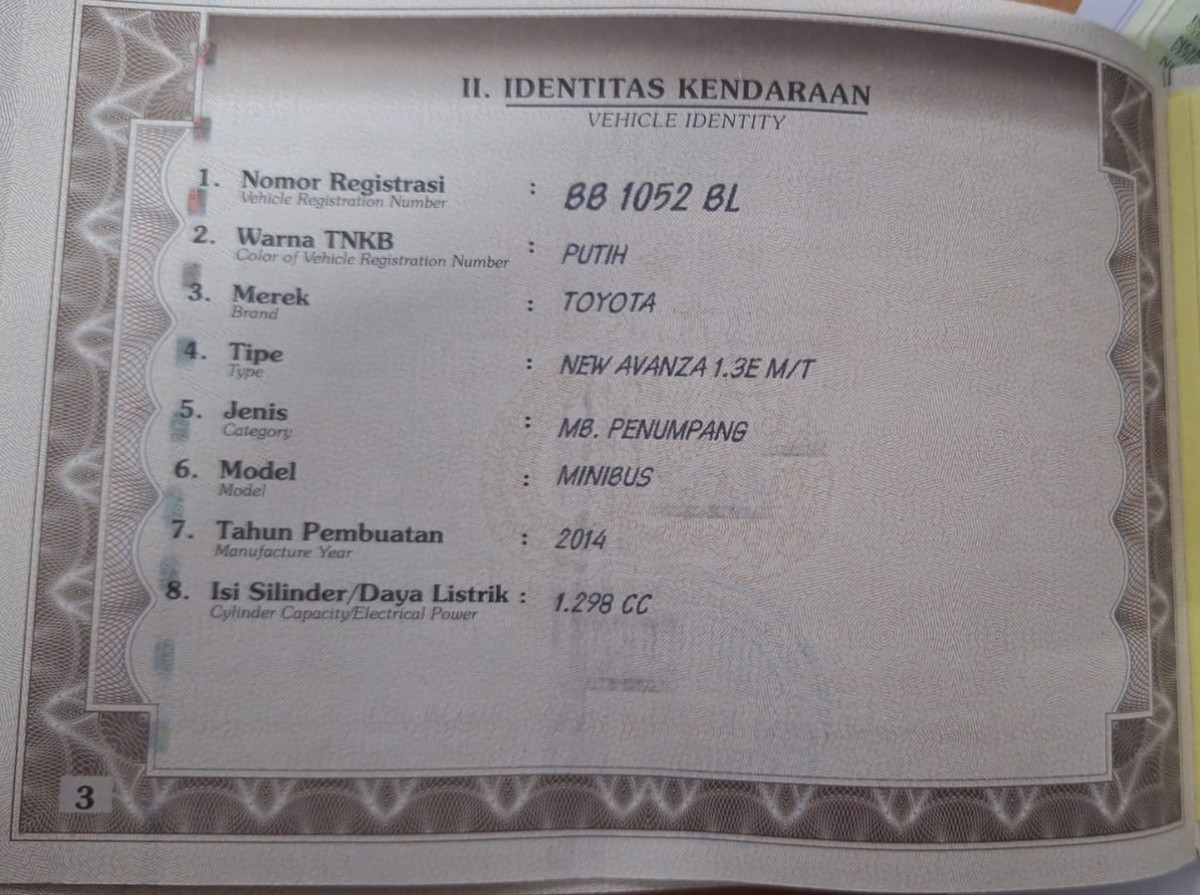 II. IDENTITAS KENDARAAN
VEHICLE IDENTITY
1. Nomor Registrasi : BB 1052 BL
Vehicle Registration Number
2. Warna TNKB : PUTIH
Color of Vehicle Registration Number
3. Merek : TOYOTA
Brand
4. Tipe : NEW AVANZA 1.3E M/T
Type
5. Jenis : MB. PENUMPANG
Category
6. Model : MINIBUS
Model
7. Tahun Pembuatan : 2014
Manufacture Year
8. Isi Silinder/Daya Listrik : 1.298 CC
Cylinder Capacity/Electrical Power
3